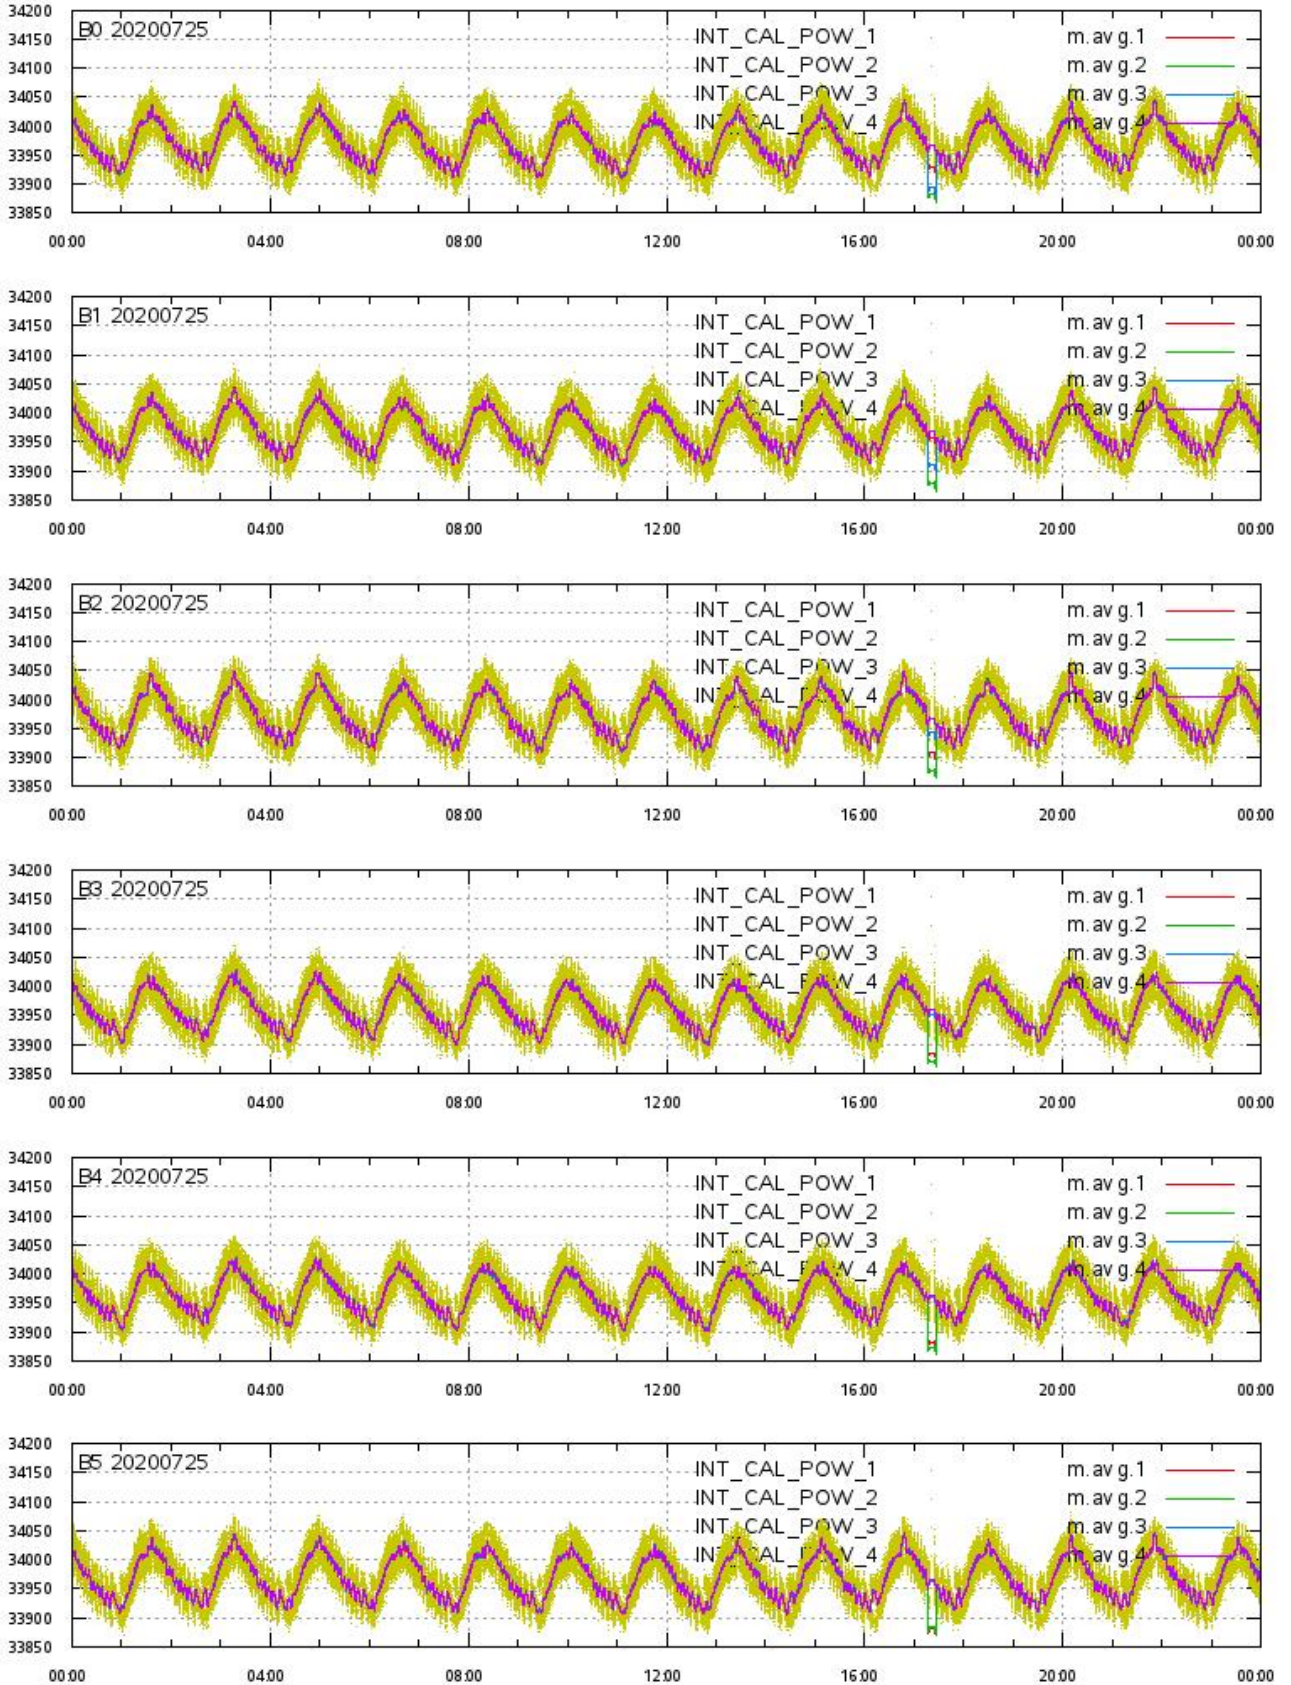 34200
B0 20200725 INT_CAL_POW_1 m.avg.1
34150
INT_CAL_POW_2 m.avg.2
34100
INT_CAL_POW_3 m.avg.3
34050
INT_CAL_POW_4 m.avg.4
34000
33950
33900
33850
00:00 04:00 08:00 12:00 16:00 20:00 00:00
34200
B1 20200725 INT_CAL_POW_1 m.avg.1
34150
INT_CAL_POW_2 m.avg.2
34100
INT_CAL_POW_3 m.avg.3
34050
INT_CAL_POW_4 m.avg.4
34000
33950
33900
33850
00:00 04:00 08:00 12:00 16:00 20:00 00:00
34200
B2 20200725 INT_CAL_POW_1 m.avg.1
34150
INT_CAL_POW_2 m.avg.2
34100
INT_CAL_POW_3 m.avg.3
34050
INT_CAL_POW_4 m.avg.4
34000
33950
33900
33850
00:00 04:00 08:00 12:00 16:00 20:00 00:00
34200
B3 20200725 INT_CAL_POW_1 m.avg.1
34150
INT_CAL_POW_2 m.avg.2
34100
INT_CAL_POW_3 m.avg.3
34050
INT_CAL_POW_4 m.avg.4
34000
33950
33900
33850
00:00 04:00 08:00 12:00 16:00 20:00 00:00
34200
B4 20200725 INT_CAL_POW_1 m.avg.1
34150
INT_CAL_POW_2 m.avg.2
34100
INT_CAL_POW_3 m.avg.3
34050
INT_CAL_POW_4 m.avg.4
34000
33950
33900
33850
00:00 04:00 08:00 12:00 16:00 20:00 00:00
34200
B5 20200725 INT_CAL_POW_1 m.avg.1
34150
INT_CAL_POW_2 m.avg.2
34100
INT_CAL_POW_3 m.avg.3
34050
INT_CAL_POW_4 m.avg.4
34000
33950
33900
33850
00:00 04:00 08:00 12:00 16:00 20:00 00:00